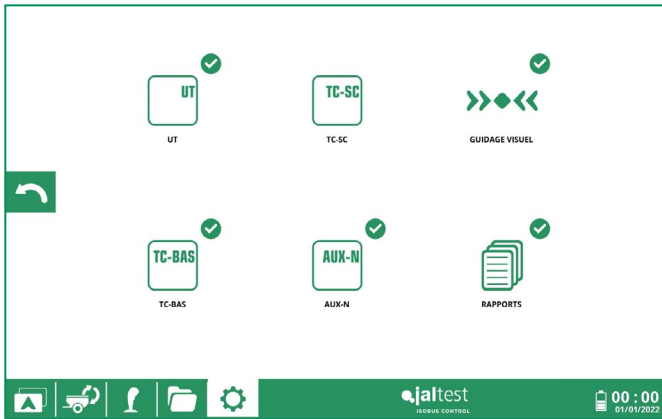 UT
TC-SC
UT
TC-SC
GUIDAGE VISUEL
TC-BAS
AUX-N
TC-BAS
AUX-N
RAPPORTS
jaltest
ISOBUS CONTROL
00 : 00
01/01/2022